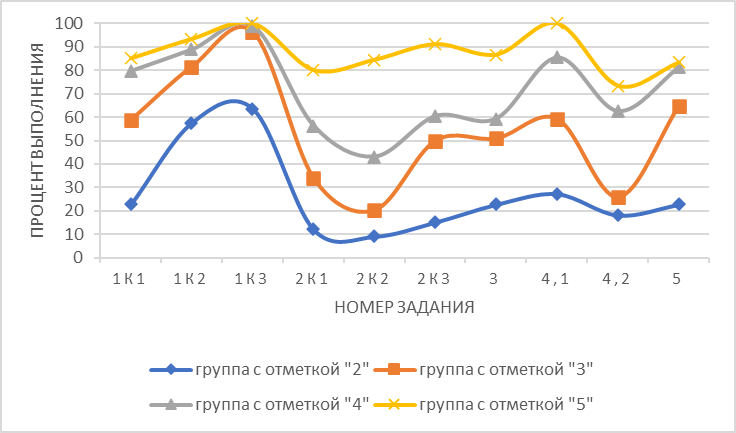 ПРОЦЕНТ ВЫПОЛНЕНИЯ
100
90
80
70
60
50
40
30
20
10
0
1 К 1 1 К 2 1 К 3 2 К 1 2 К 2 2 К 3 3 4 , 1 4 , 2 5
НОМЕР ЗАДАНИЯ
группа с отметкой "2" группа с отметкой "3"
группа с отметкой "4" группа с отметкой "5"